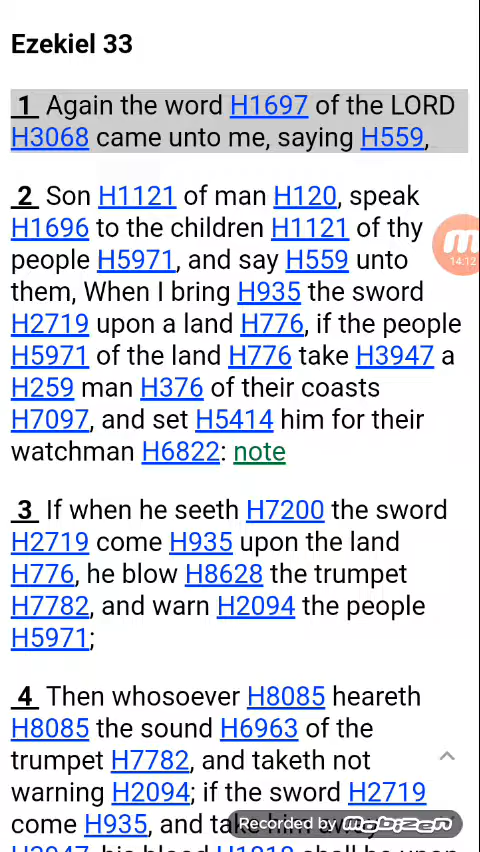 Ezekiel 33
1 Again the word H1697 of the LORD
H3068 came unto me, saying H559,
2 Son H1121 of man H120, speak
H1696 to the children H1121 of thy
people H5971, and say H559 unto
them, When I bring H935 the sword
H2719 upon a land H776, if the people
H5971 of the land H776 take H3947 a
H259 man H376 of their coasts
H7097, and set H5414 him for their
watchman H6822: note
14:12
3 If when he seeth H7200 the sword
H2719 come H935 upon the land
H776, he blow H8628 the trumpet
H7782, and warn H2094 the people
H5971;
4 Then whosoever H8085 heareth
H8085 the sound H6963 of the
trumpet H7782, and taketh not
warning H2094; if the sword H2719
come H935, and take him away
Recorded by mobizen